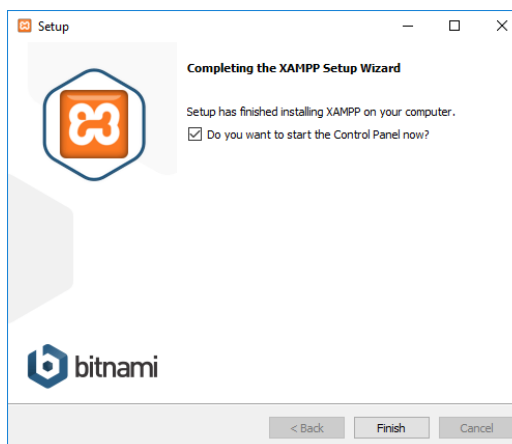 Setup
Completing the XAMPP Setup Wizard
Setup has finished installing XAMPP on your computer.
Do you want to start the Control Panel now?
bitnami
< Back Finish Cancel